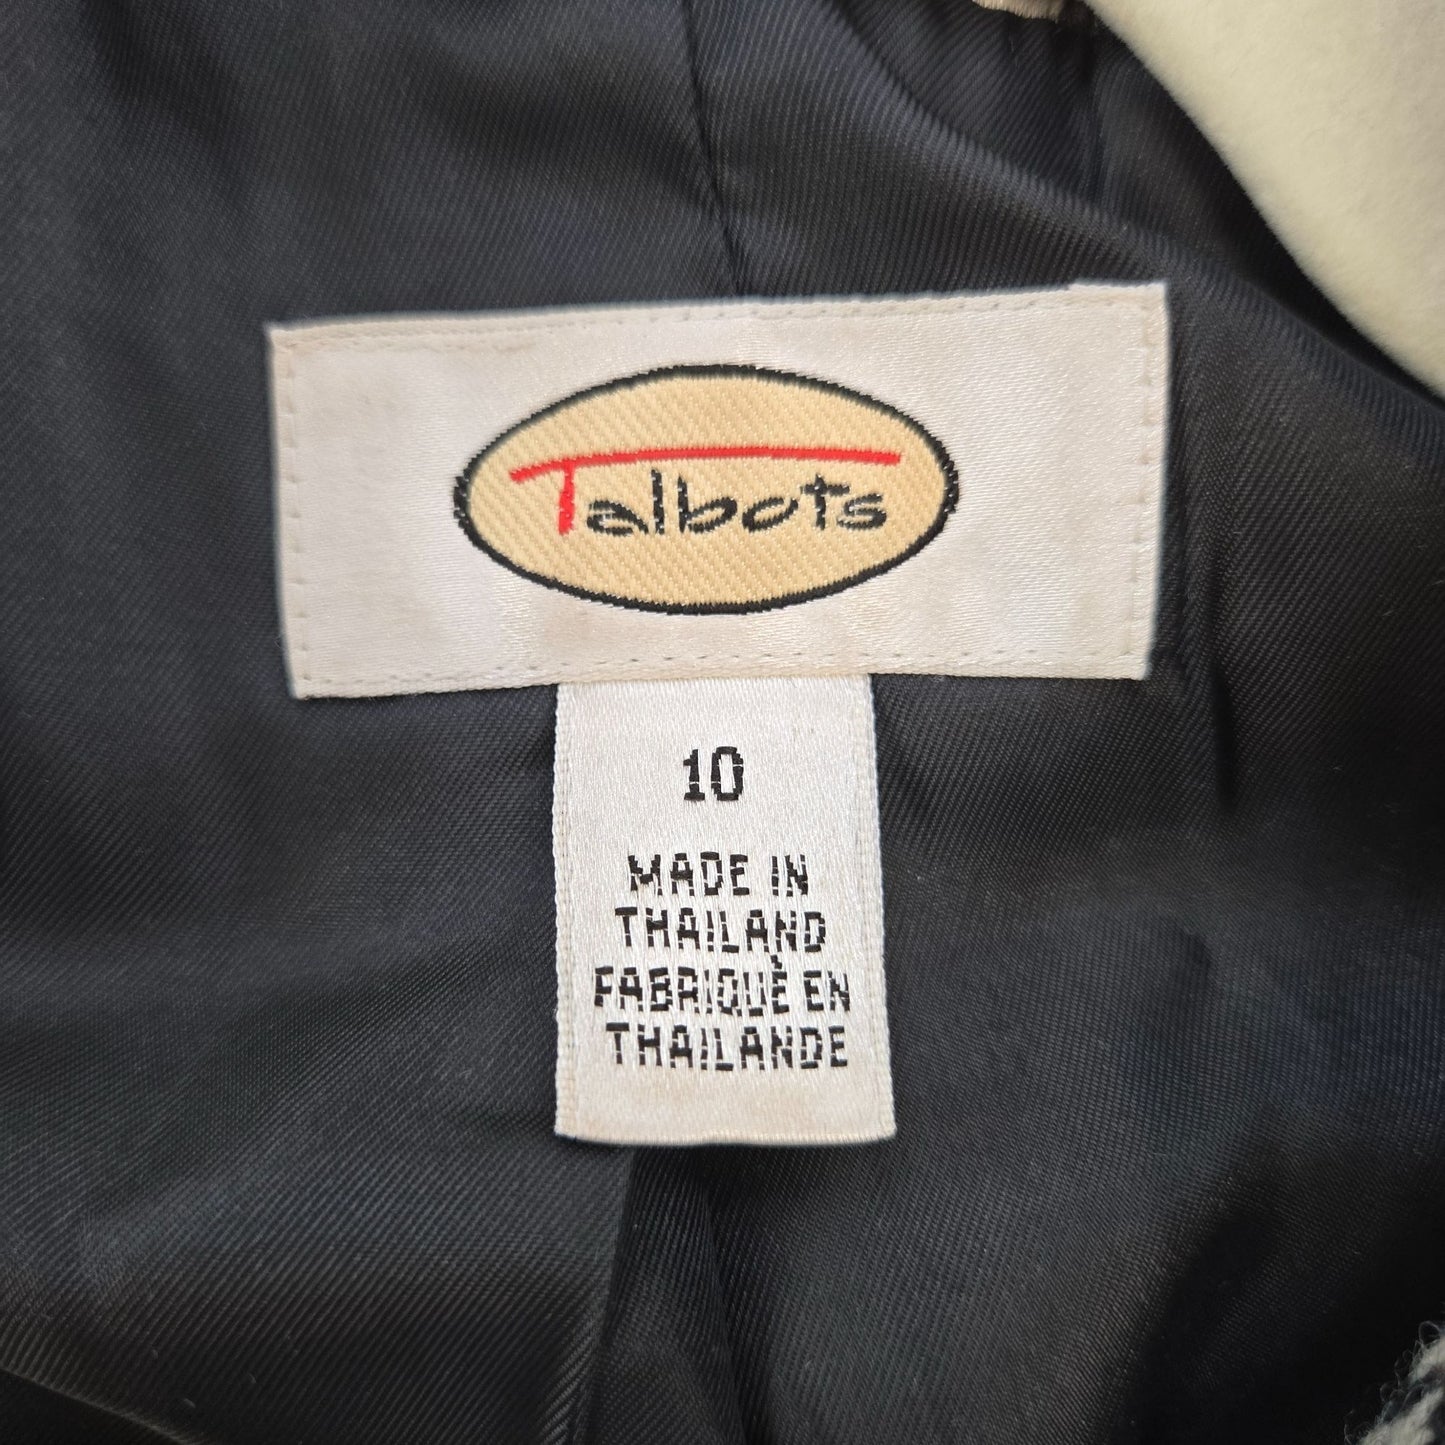 Talbots
10
MADE IN
THAILAND
FABRIQUÈ EN
THAILANDE